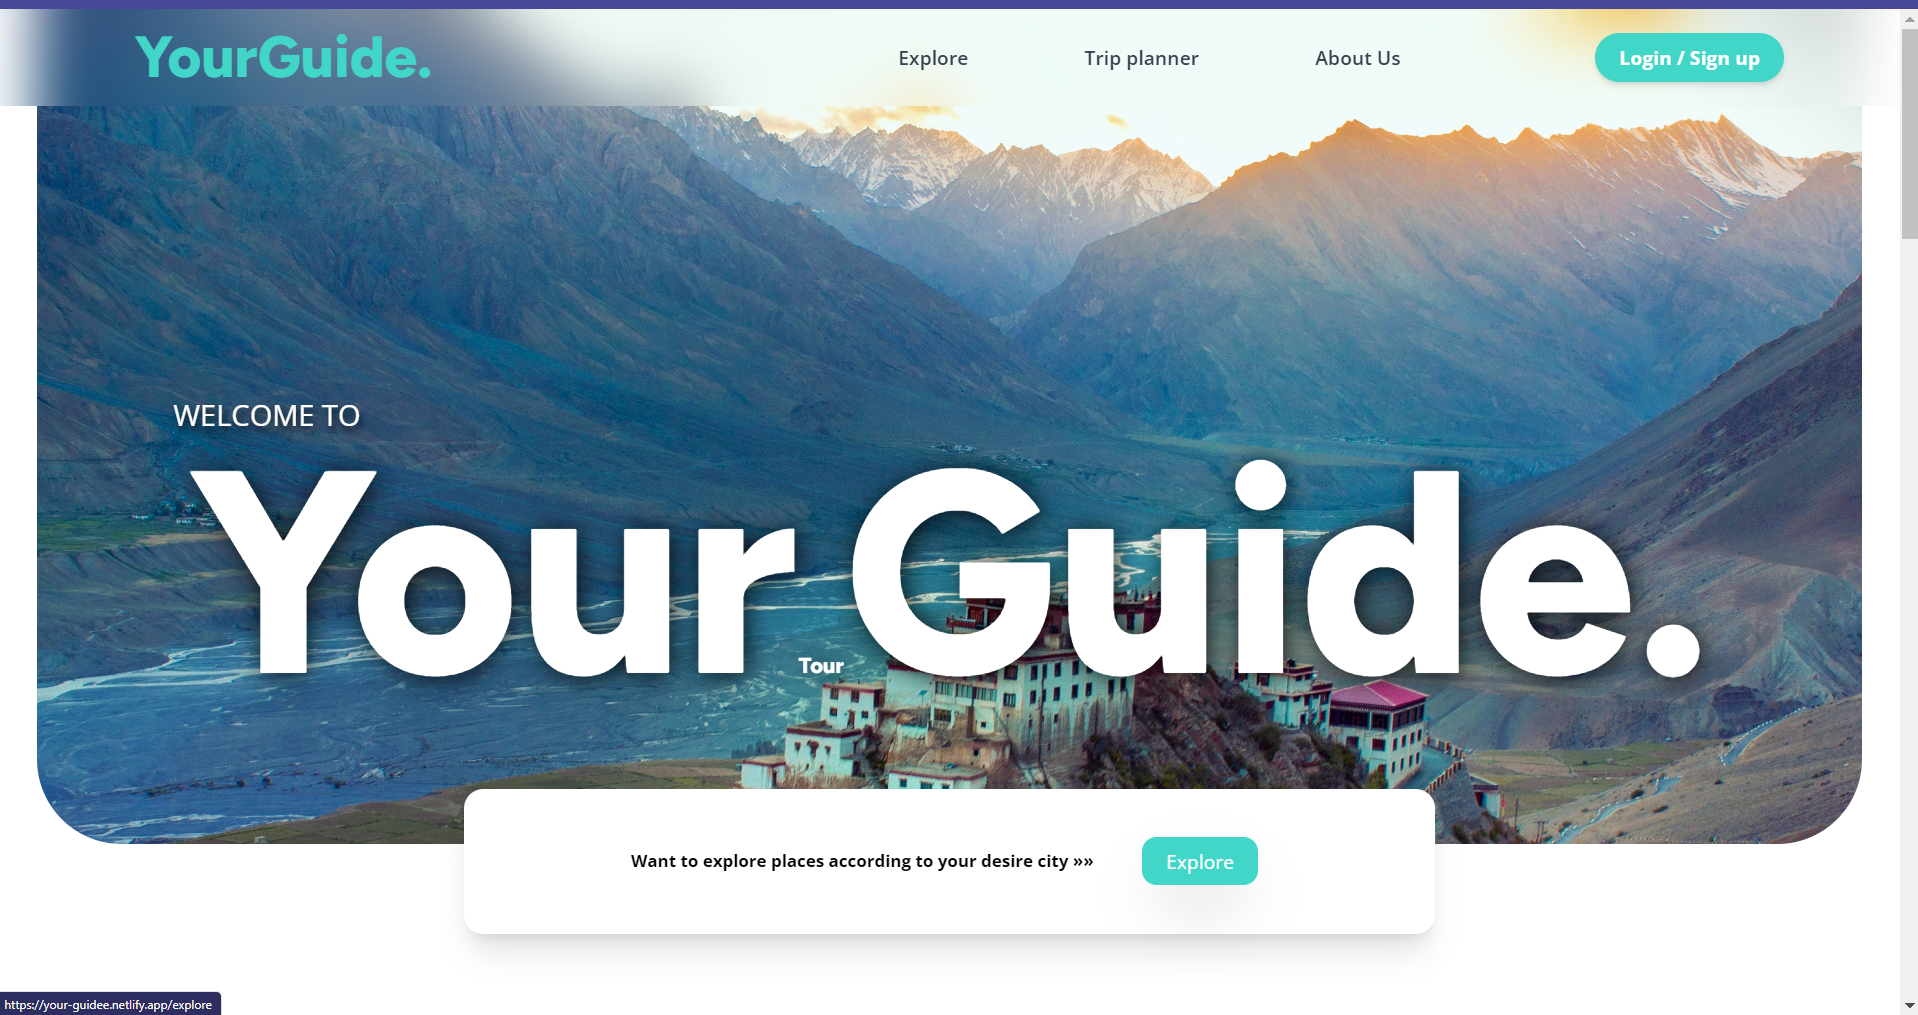 YourGuide.
Explore
Trip planner
About Us
Login / Sign up
WELCOME TO
Your Guide.
Tour
Want to explore places according to your desire city »»
Explore
https://your-guidee.netlify.app/explore